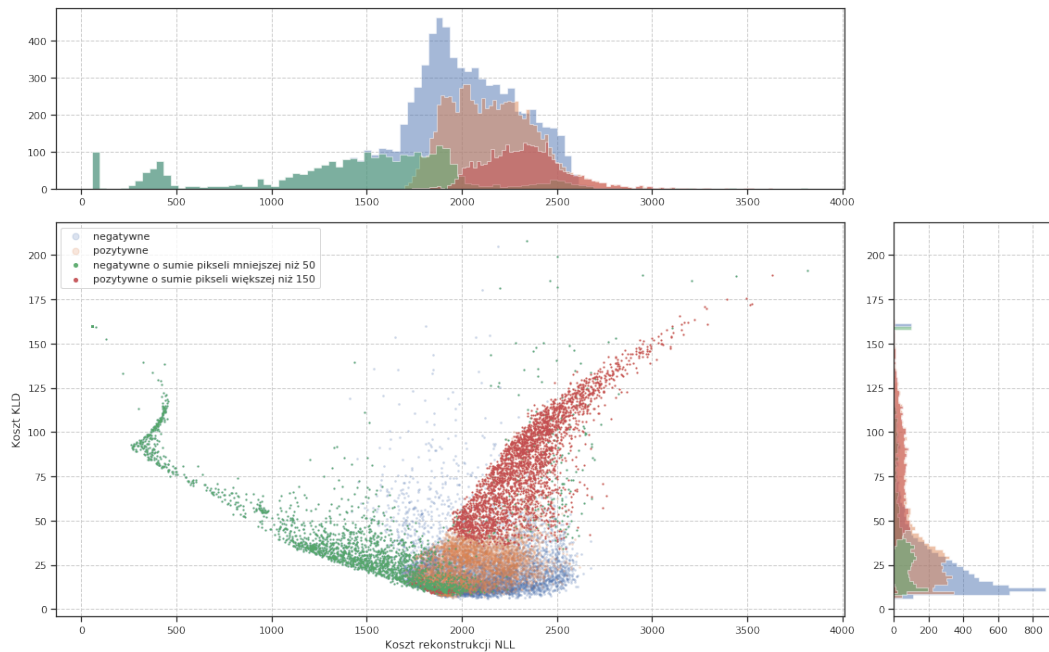 400
300
200
100
0
0 500 1000 1500 2000 2500 3000 3500 4000
negatywne
pozytywne
negatywne o sumie pikseli mniejszej niż 50
pozytywne o sumie pikseli większej niż 150
200
175
150
125
100
75
50
25
0
Koszt KLD
0 500 1000 1500 2000 2500 3000 3500 4000
Koszt rekonstrukcji NLL
200
175
150
125
100
75
50
25
0
0 200 400 600 800